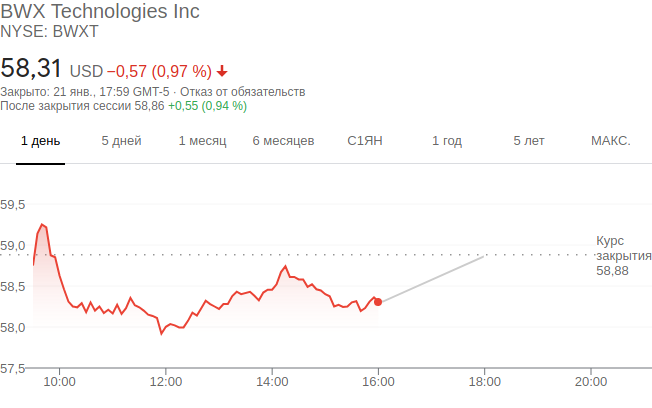 BWX Technologies Inc
NYSE: BWXT
58,31 USD −0,57 (0,97 %)
Закрыто: 21 янв., 17:59 GMT-5 · Отказ от обязательств
После закрытия сессии 58,86 +0,55 (0,94 %)
1 день 5 дней 1 месяц 6 месяцев С1ЯН 1 год 5 лет МАКС.
59,5
59,0
58,5
58,0
57,5
Курс
закрытия
58,88
10:00 12:00 14:00 16:00 18:00 20:00